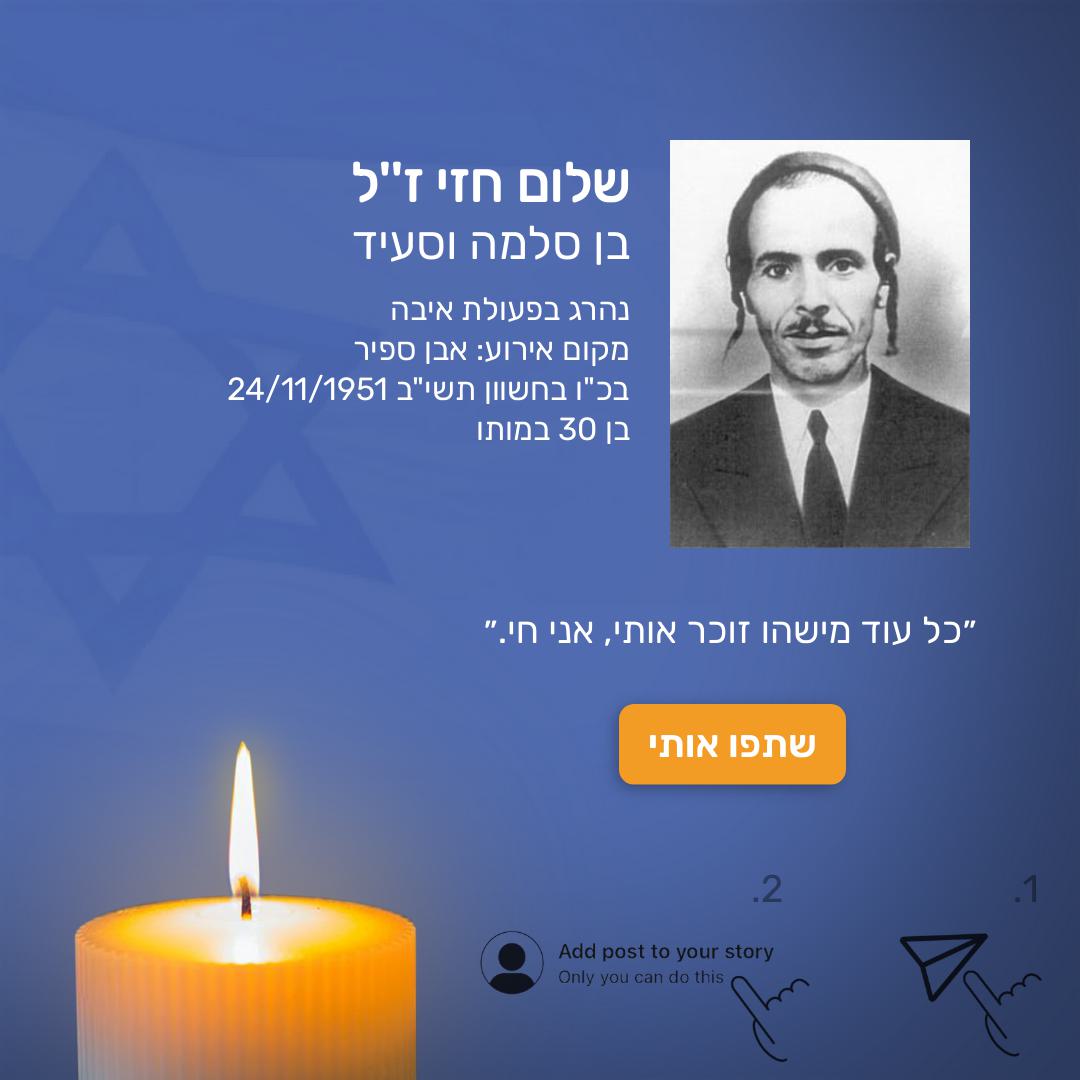 שלום חזי ז"ל
בן סלמה וסעיד
נהרג בפעולת איבה
מקום אירוע: אבן ספיר
בכ"ו בחשוון תשי"ב 24/11/1951
בן 30 במותו
״כל עוד מישהו זוכר אותי, אני חי.״
שתפו אותי
1.
2.
Add post to your story
Only you can do this